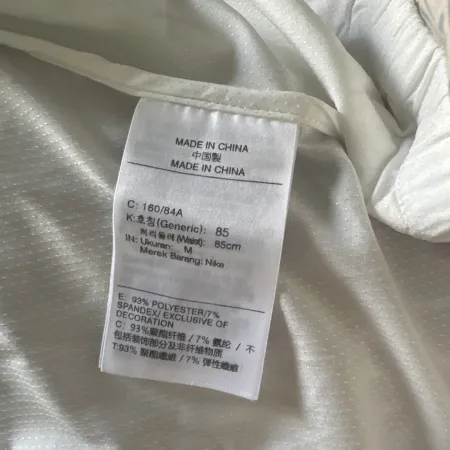 MADE IN CHINA
中国製
MADE IN CHINA
C: 160/84A
K:호칭(Generic): 85
허리둘레(Waist): 85cm
IN: Ukuran: M
Merek Barang: Nike
E: 93% POLYESTER/7%
SPANDEX/ EXCLUSIVE OF
DECORATION
C: 93%聚酯纤维 / 7% 氨纶 / 不
包括装饰部分及非纤维物质
T:93% 聚酯纖維 / 7% 彈性纖維